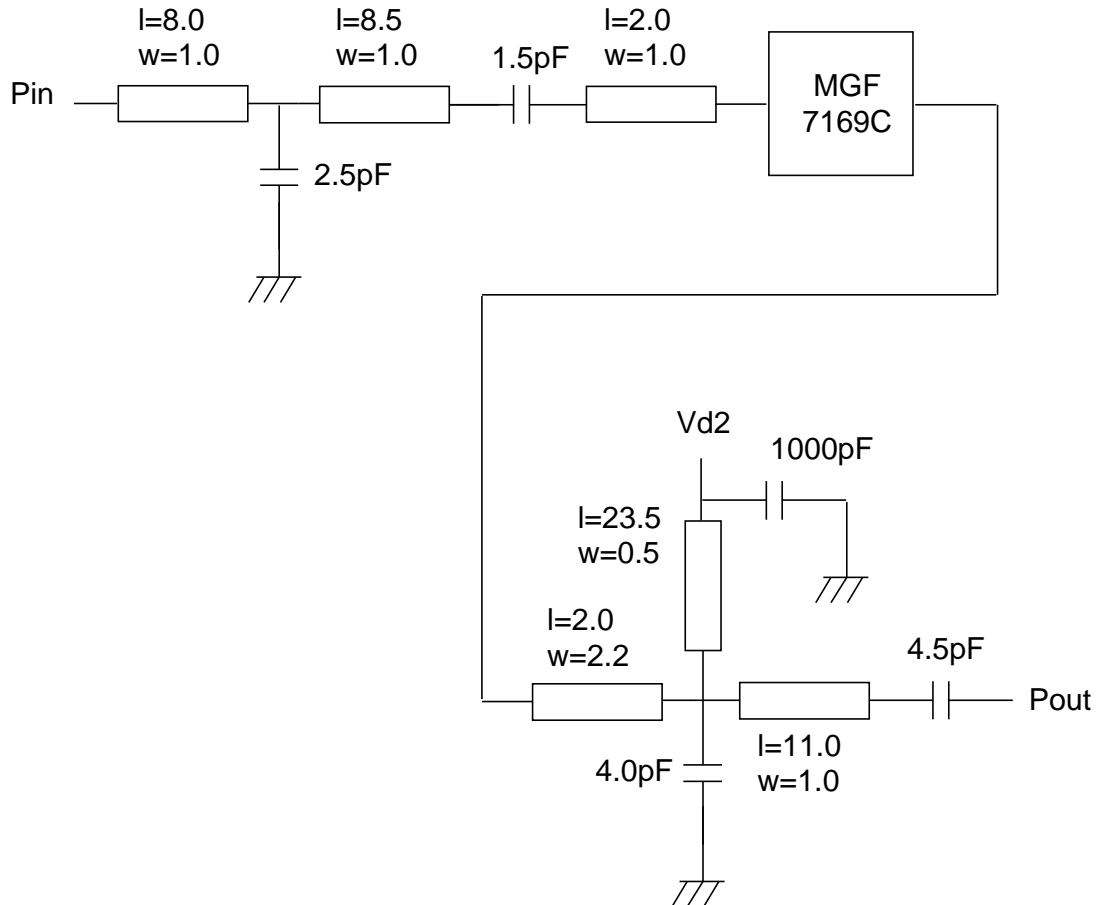 l=8.0
w=1.0
l=8.5
w=1.0
1.5pF
l=2.0
w=1.0
Pin
MGF
7169C
2.5pF
Vd2
1000pF
l=23.5
w=0.5
l=2.0
w=2.2
4.5pF
Pout
4.0pF
l=11.0
w=1.0